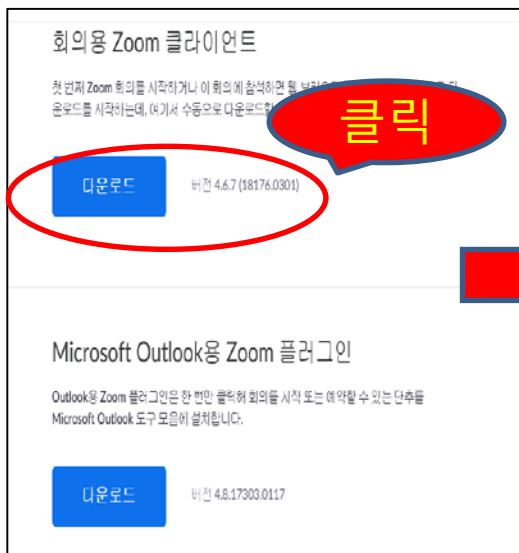 회의용 Zoom 클라이언트
첫 번째 Zoom 회의를 시작하거나 이 회의에 참석하면 웹
운로드를 시작하는데, 여기서 수동으로 다운로드할
클릭
다운로드 버전 4.6.7 (18176.0301)
Microsoft Outlook용 Zoom 플러그인
Outlook용 Zoom 플러그인은 한 번만 클릭해 회의를 시작 또는 예약할 수 있는 단추를
Microsoft Outlook 도구 모음에 설치합니다.
다운로드 버전 4.8.17303.0117